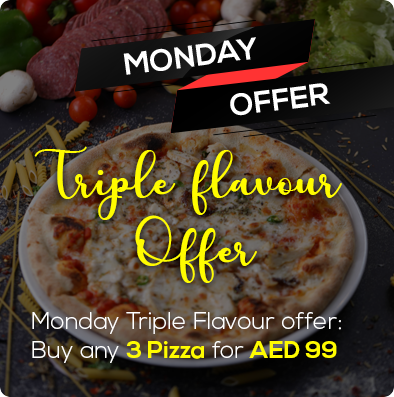 MONDAY
OFFER
Triple flavour
Offer
Monday Triple Flavour offer:
Buy any 3 Pizza for AED 99